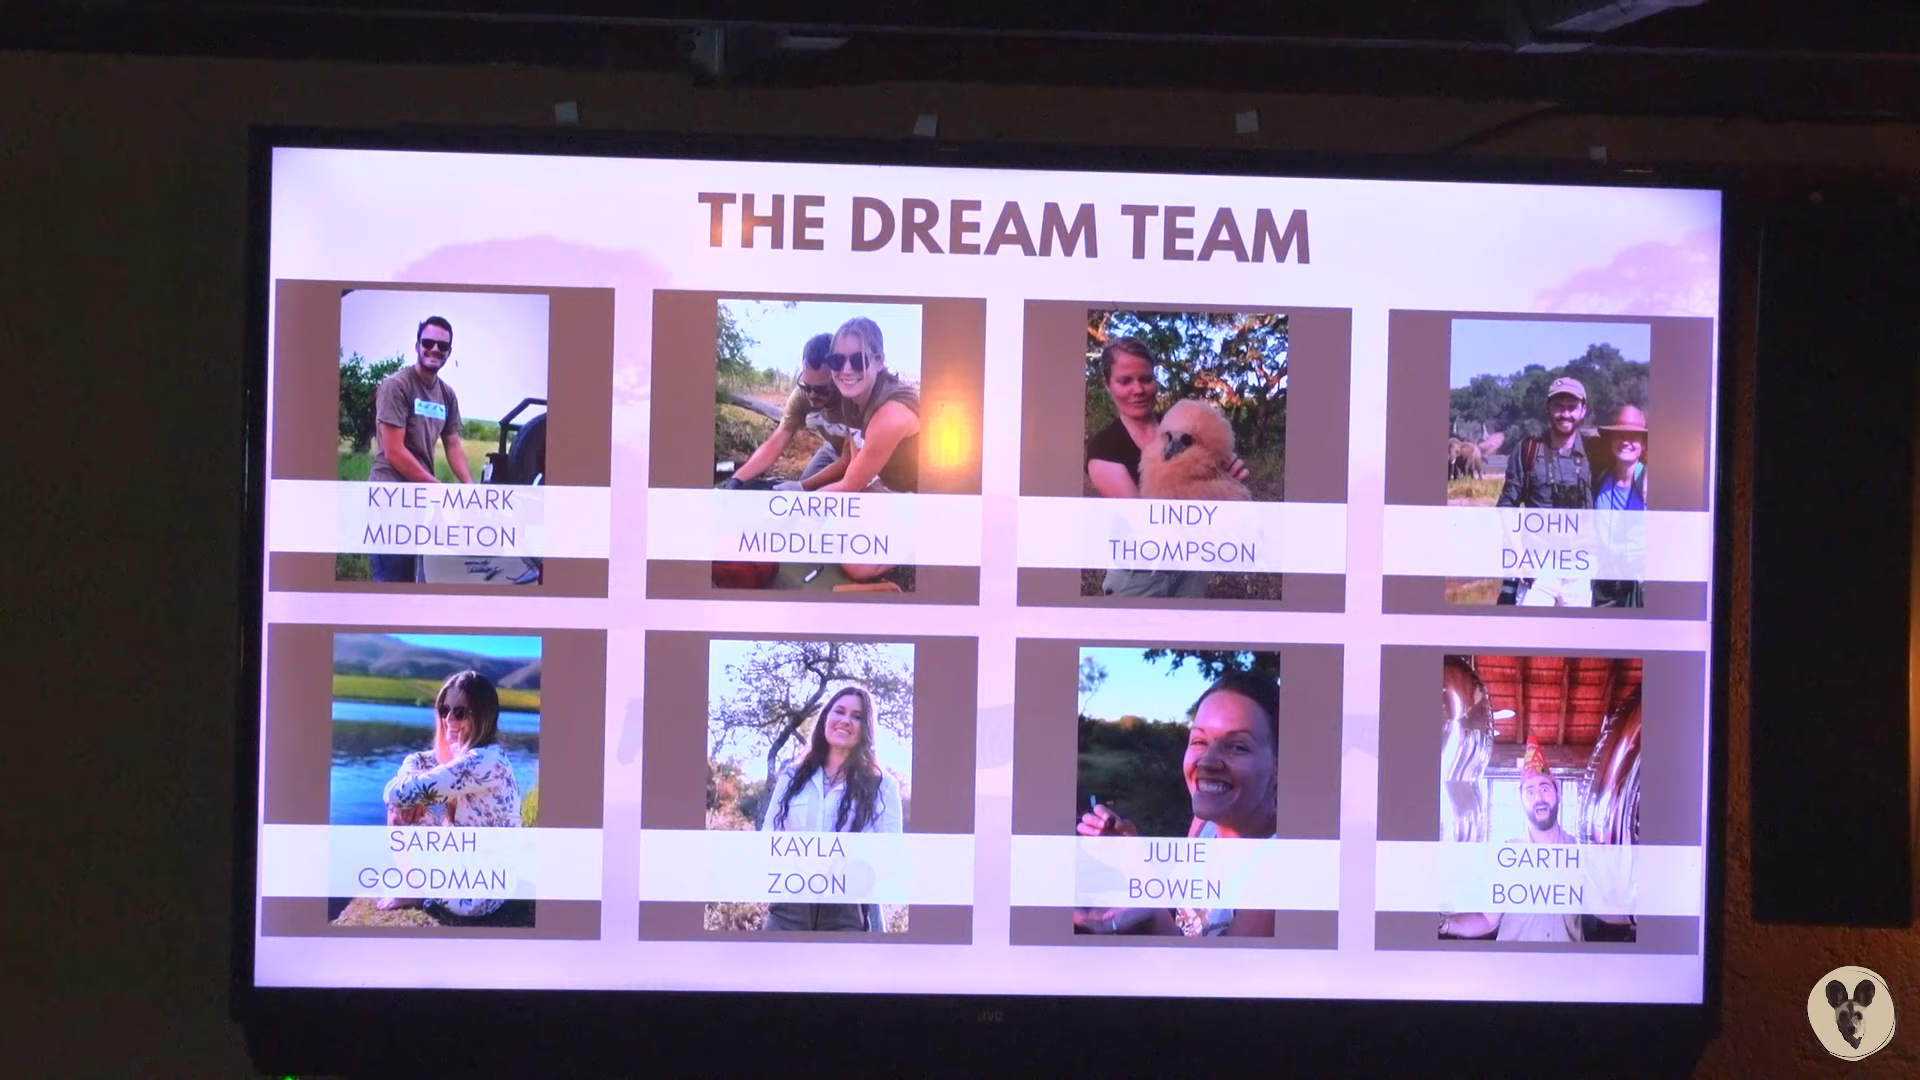 THE DREAM TEAM
KYLE-MARK
MIDDLETON
CARRIE
MIDDLETON
LINDY
THOMPSON
JOHN
DAVIES
SARAH
GOODMAN
KAYLA
ZOON
JULIE
BOWEN
GARTH
BOWEN